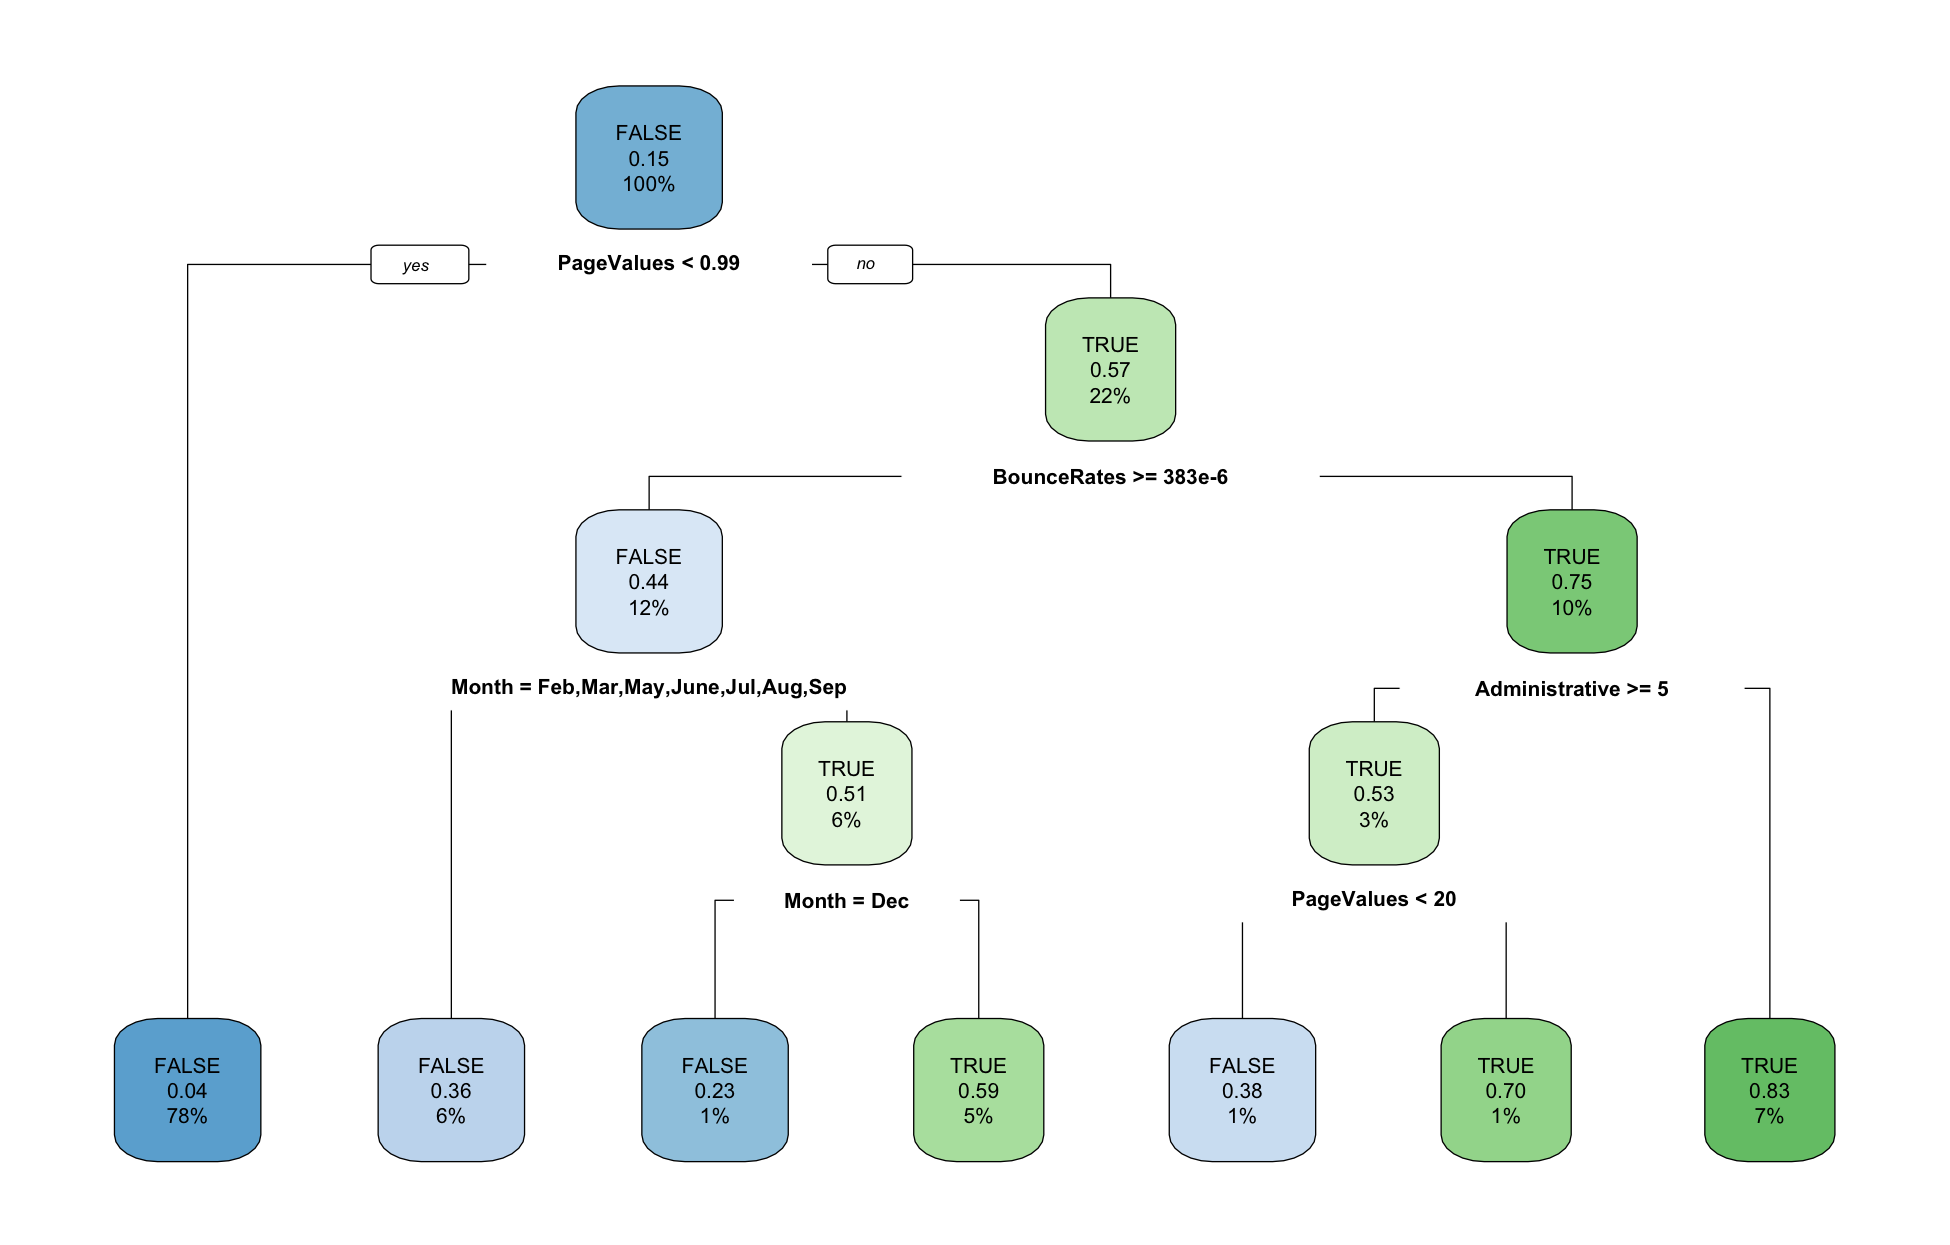 FALSE
0.15
100%
yes
PageValues < 0.99
no
TRUE
0.57
22%
BounceRates >= 383e-6
FALSE
0.44
12%
TRUE
0.75
10%
Month = Feb,Mar,May,June,Jul,Aug,Sep
Administrative >= 5
TRUE
0.51
6%
TRUE
0.53
3%
Month = Dec
PageValues < 20
FALSE
0.04
78%
FALSE
0.36
6%
FALSE
0.23
1%
TRUE
0.59
5%
FALSE
0.38
1%
TRUE
0.70
1%
TRUE
0.83
7%